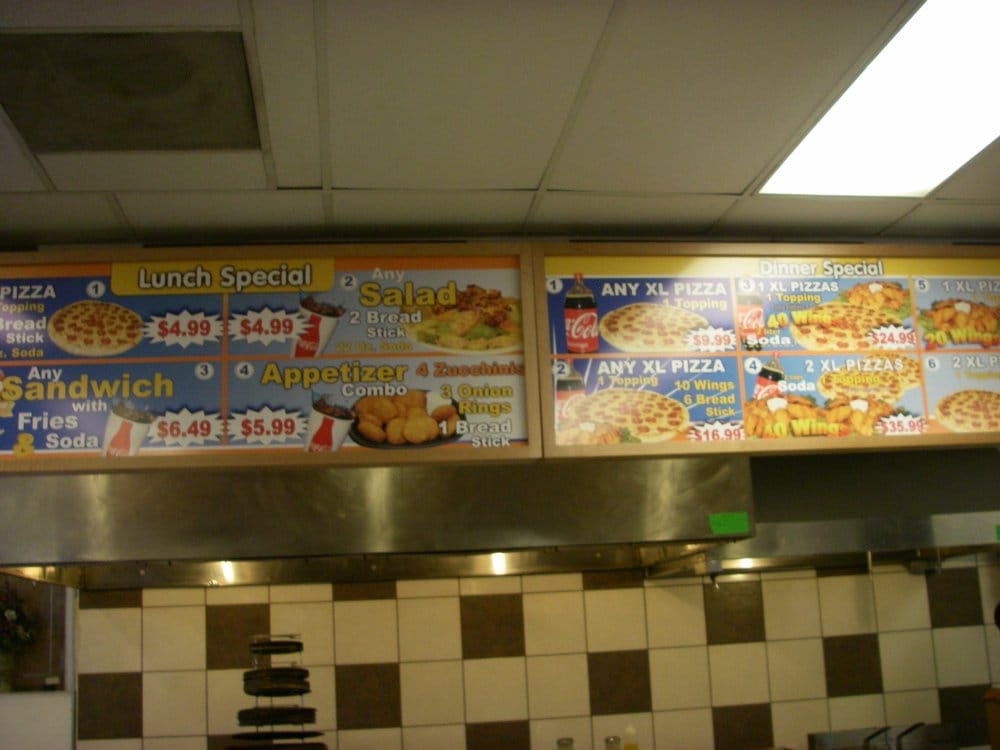 Lunch Special
PIZZA
1
Topping
Bread
Stick
Soda
$4.99
$4.99
2
Any
Salad
2 Bread
Stick
22 oz. Soda
Any
3
Sandwich
with
Fries
&
Soda
$6.49
4
Appetizer
Combo
4 Zucchinis
3 Onion
Rings
1 Bread
Stick
$5.99
Dinner Special
1
ANY XL PIZZA
1 Topping
Coca-Cola
$9.99
2
ANY XL PIZZA
1 Topping
10 Wings
6 Bread
Stick
$16.99
3
1 XL PIZZAS
1 Topping
Wings
Soda
$24.99
4
2 XL PIZZAS
Topping
Soda
Wings
$35.99
5
1 XL
20 Wings
6
2 XL